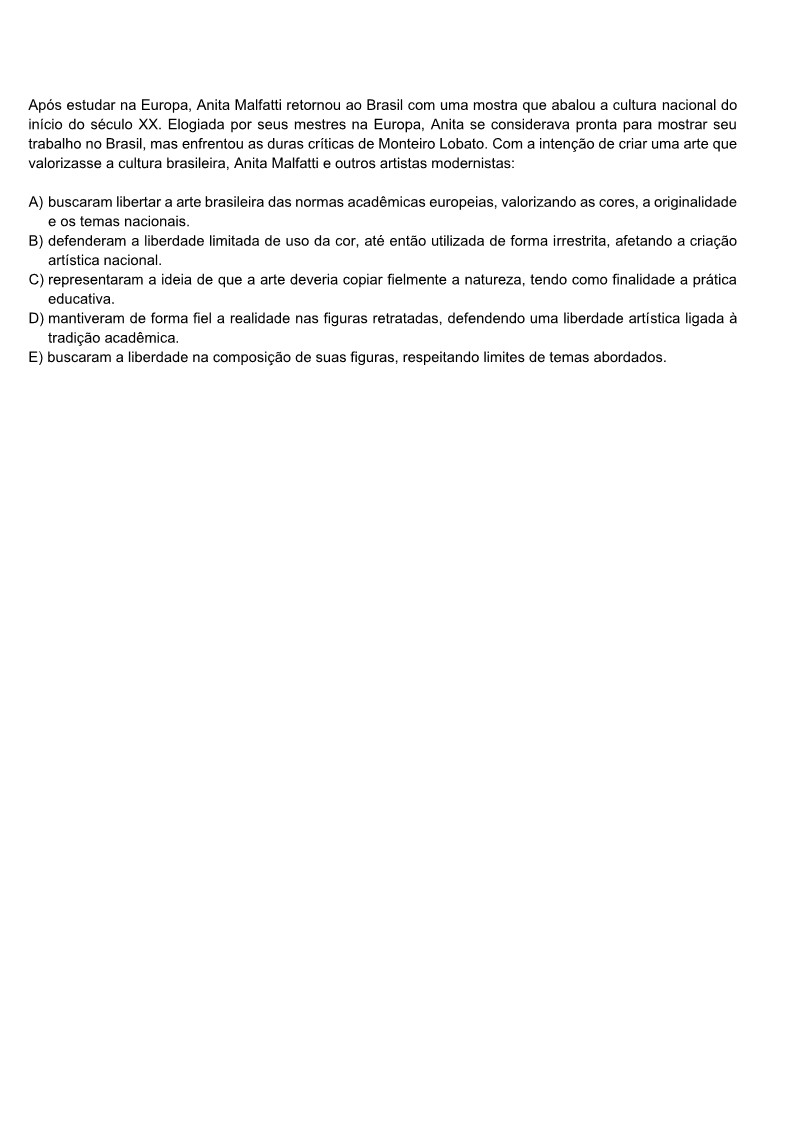 Após estudar na Europa, Anita Malfatti retornou ao Brasil com uma mostra que abalou a cultura nacional do
início do século XX. Elogiada por seus mestres na Europa, Anita se considerava pronta para mostrar seu
trabalho no Brasil, mas enfrentou as duras críticas de Monteiro Lobato. Com a intenção de criar uma arte que
valorizasse a cultura brasileira, Anita Malfatti e outros artistas modernistas:
A) buscaram libertar a arte brasileira das normas acadêmicas europeias, valorizando as cores, a originalidade
e os temas nacionais.
B) defenderam a liberdade limitada de uso da cor, até então utilizada de forma irrestrita, afetando a criação
artística nacional.
C) representaram a ideia de que a arte deveria copiar fielmente a natureza, tendo como finalidade a prática
educativa.
D) mantiveram de forma fiel a realidade nas figuras retratadas, defendendo uma liberdade artística ligada à
tradição acadêmica.
E) buscaram a liberdade na composição de suas figuras, respeitando limites de temas abordados.